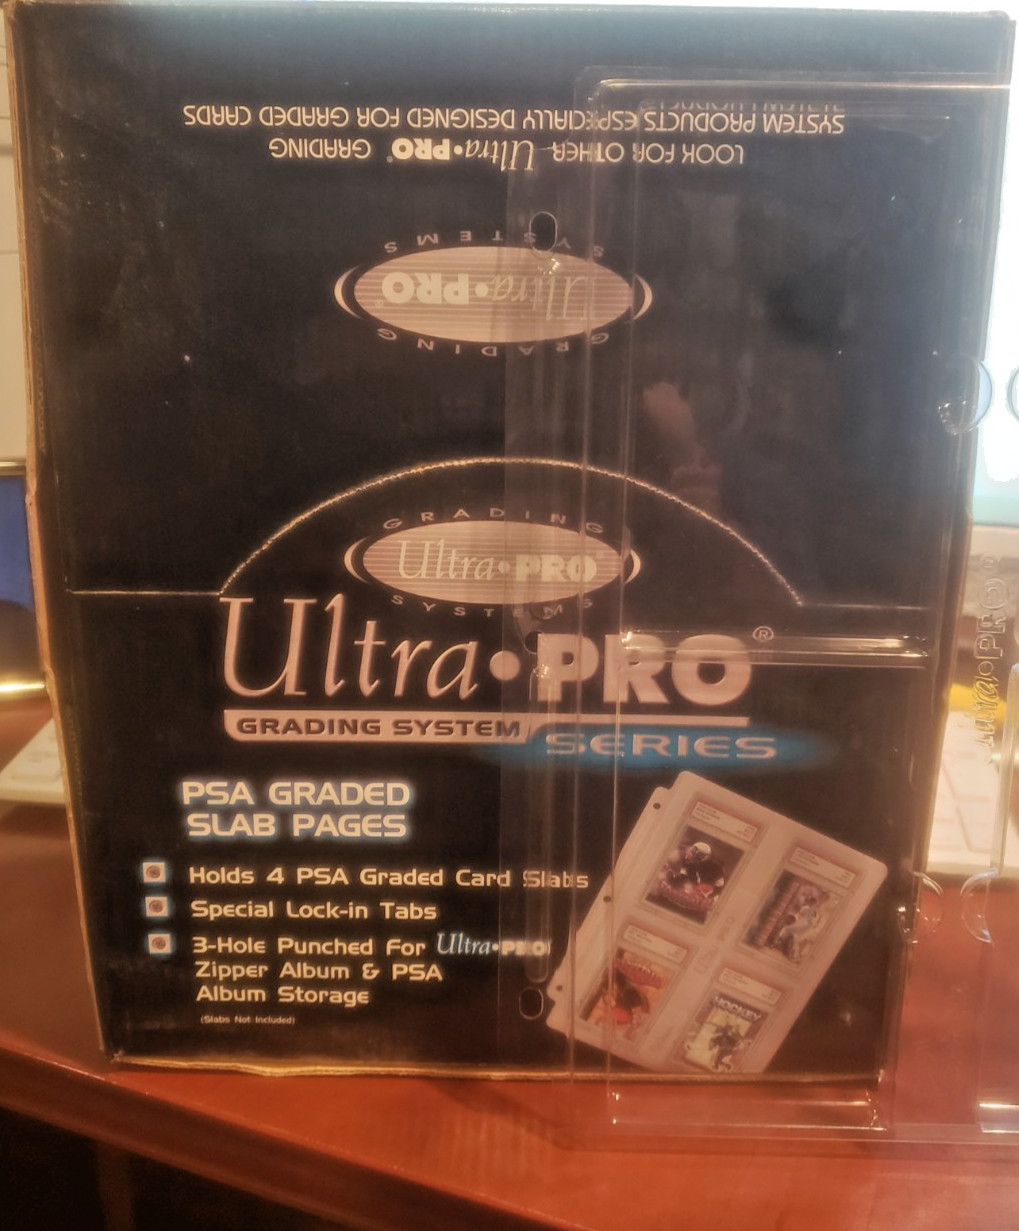 SYSTEM PRODUCTS ESPECIALLY DESIGNED FOR GRADED CARDS
LOOK FOR OTHER Ultra•PRO® GRADING
SYSTEMS
Ultra•PRO
GRADING
GRADING
Ultra•PRO
SYSTEMS
Ultra•PRO®
GRADING SYSTEM
SERIES
PSA GRADED
SLAB PAGES
Holds 4 PSA Graded Card Slabs
Special Lock-in Tabs
3-Hole Punched For Ultra•PRO
Zipper Album & PSA
Album Storage
(Slabs Not Included)
HOCKEY
Ultra•PRO®